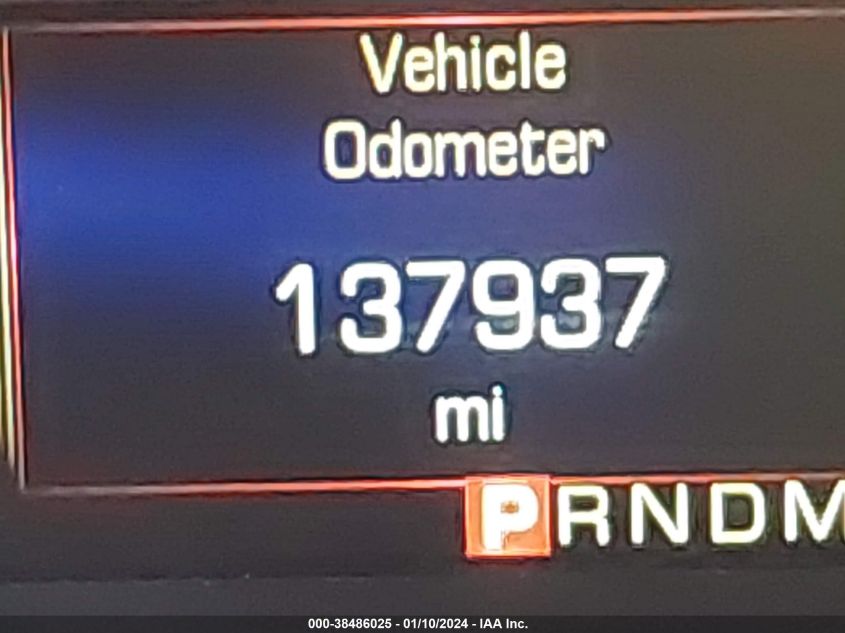 Vehicle
Odometer
137937
mi
PRNDM
000-38486025 - 01/10/2024 - IAA Inc.